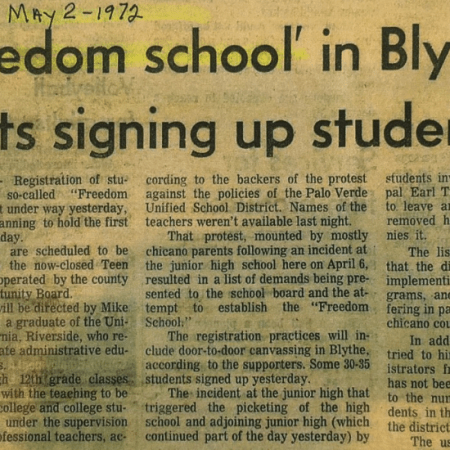 MAY 2-1972
edom school' in Bly
ts signing up studen
- Registration of stu-
so-called "Freedom
t under way yesterday,
anning to hold the first
day.
are scheduled to be
the now-closed Teen
operated by the county
tunity Board.
will be directed by Mike
a graduate of the Uni-
rnia, Riverside, who re-
ate administrative edu-
s.
gh 12th grade classes
with the teaching to be
college and college stu-
under the supervision
ofessional teachers, ac-
cording to the backers of the protest
against the policies of the Palo Verde
Unified School District. Names of the
teachers weren't available last night.
That protest, mounted by mostly
chicano parents following an incident at
the junior high school here on April 6,
resulted in a list of demands being pre-
sented to the school board and the at-
tempt to establish the "Freedom
School."
The registration practices will in-
clude door-to-door canvassing in Blythe,
according to the supporters. Some 30-35
students signed up yesterday.
The incident at the junior high that
triggered the picketing of the high
school and adjoining junior high (which
continued part of the day yesterday) by
students inv
pal Earl T
to leave an
removed h
nies it.
The lis
that the di
implementi
grams, and
fering in pa
chicano cou
In add
tried to hi
istrators fr
has not bee
to the num
dents in th
the district
The us